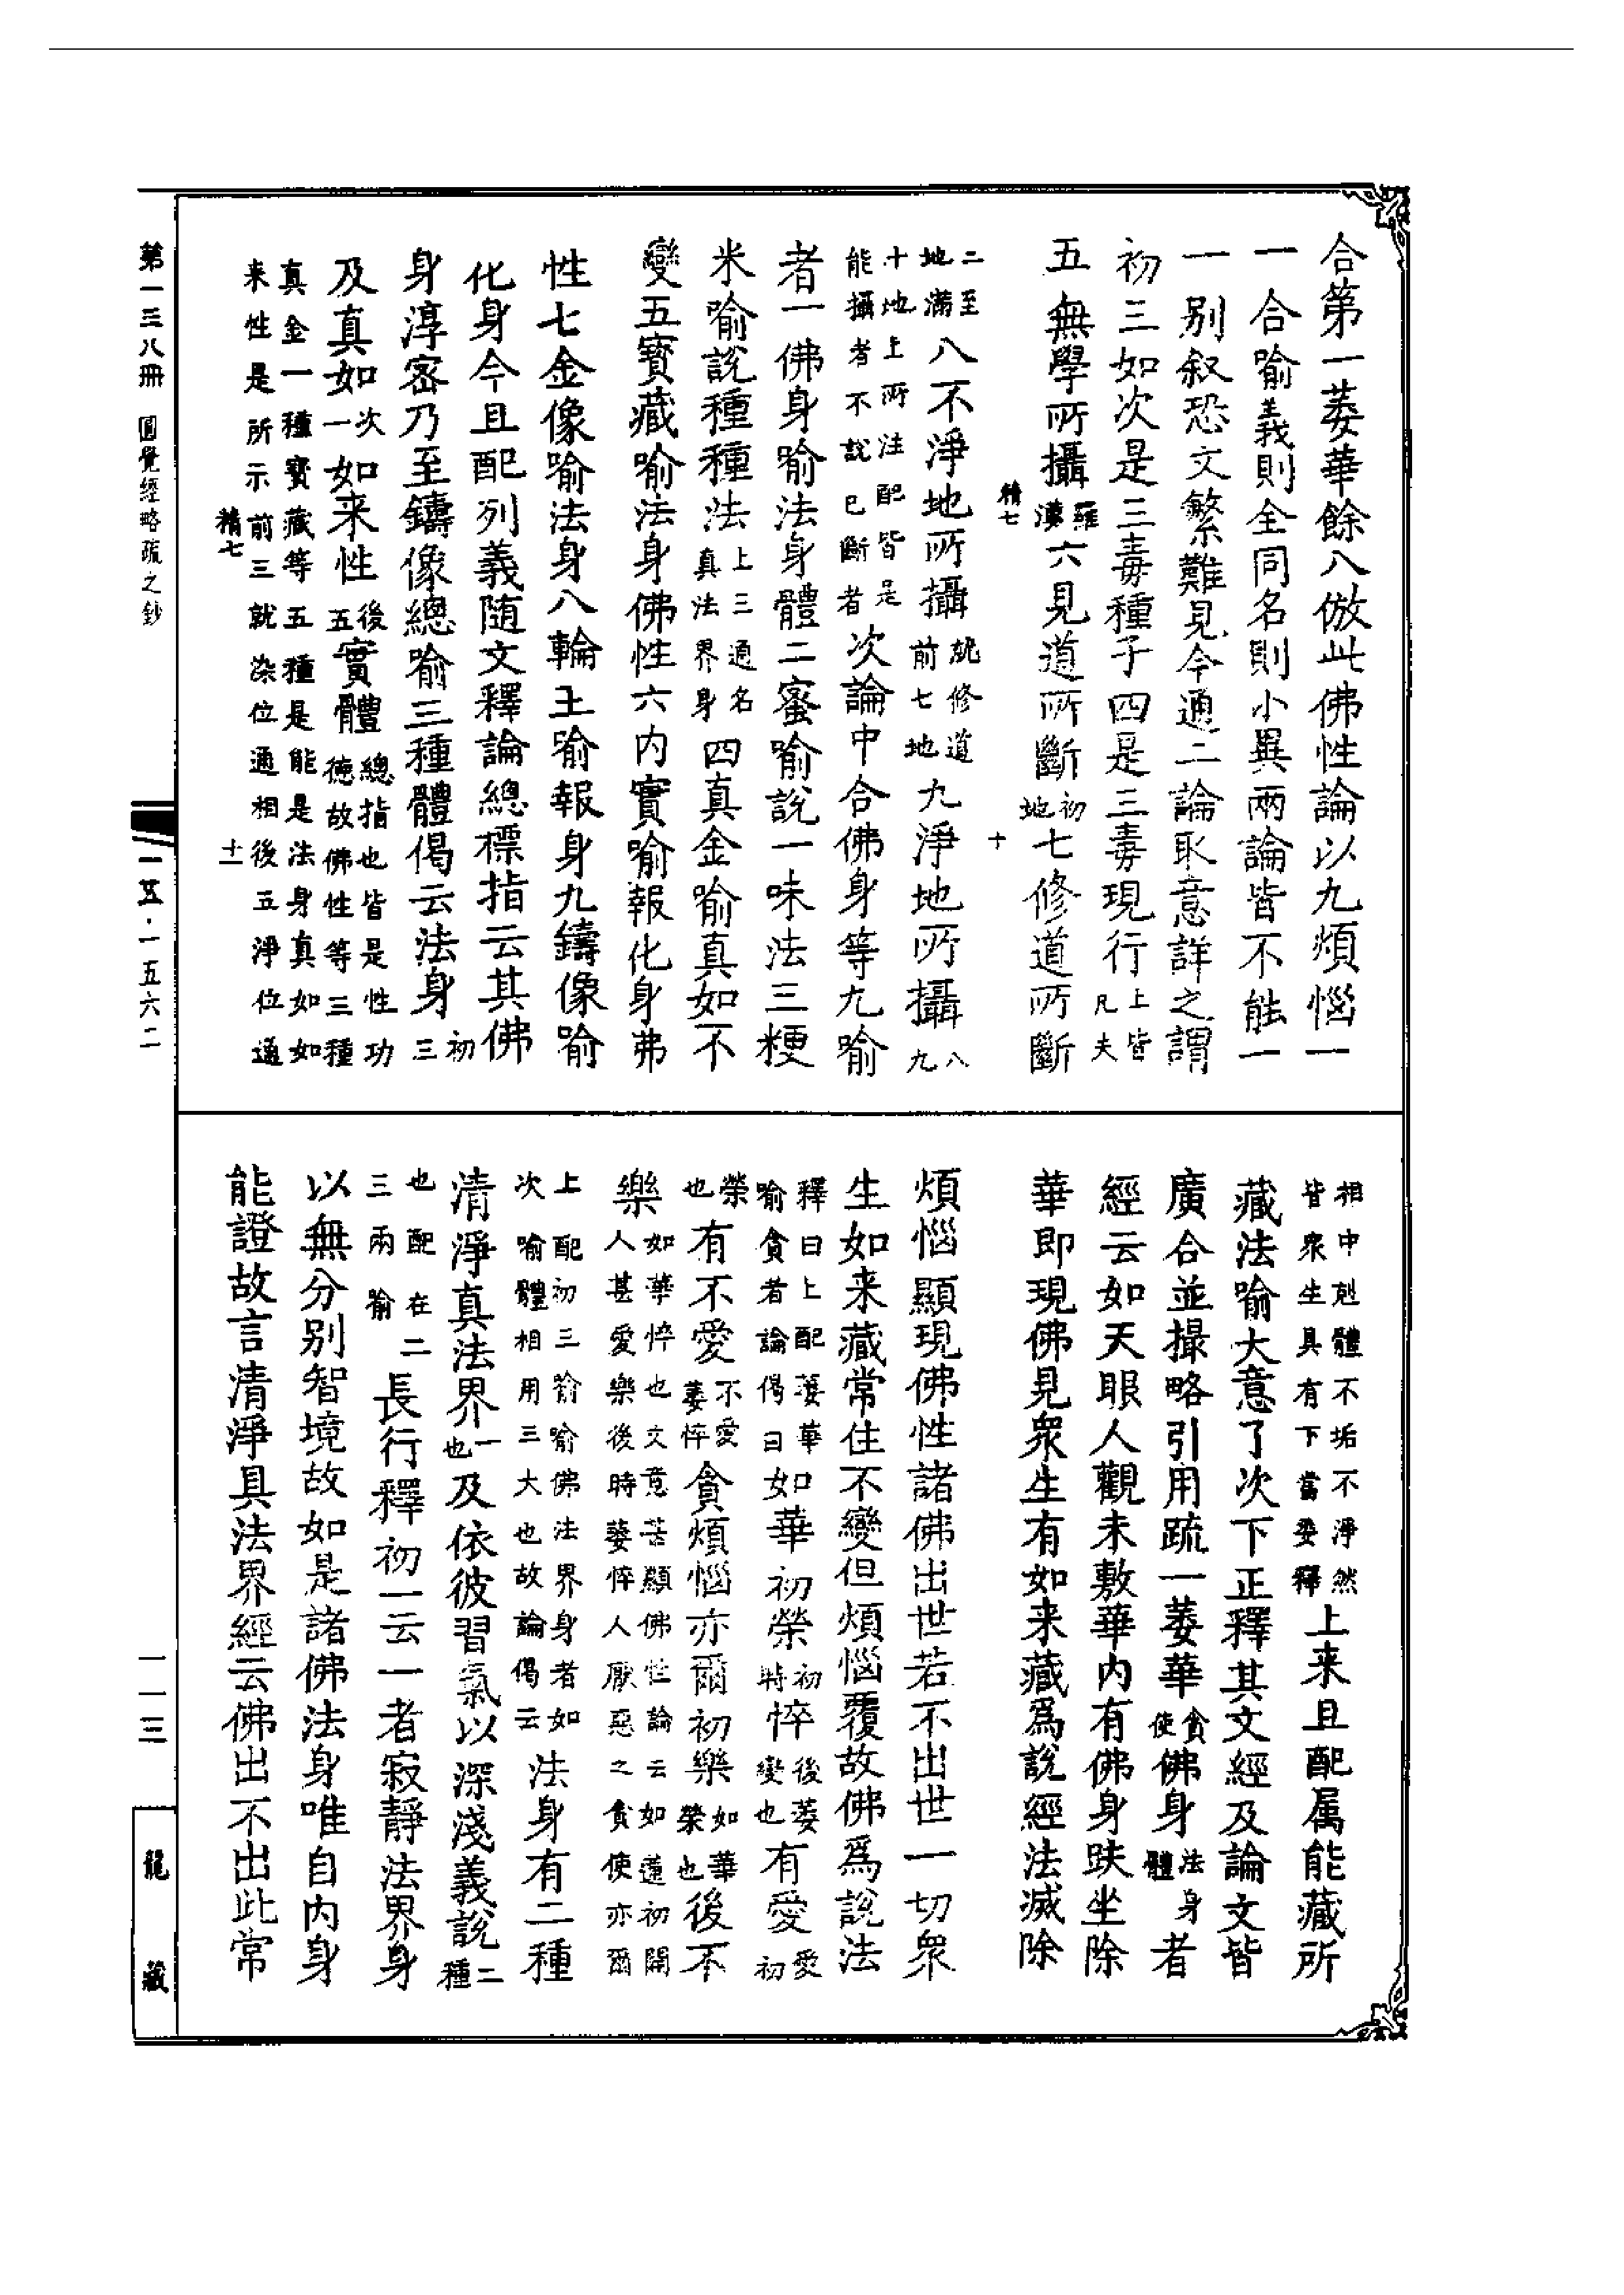 合第一萎華餘八倣此佛性論以九煩惱一
一合喻義則全同名則小異兩論皆不能一
一別叙恐文繁難見今通二論取意詳之謂
初三如次是三毒種子四是三毒現行上皆凡夫
五無學所攝羅漢六見道所斷初地七修道所斷
精七 十
二至地滿八不淨地所攝就修道前七地九淨地所攝八九
十地上所注配皆是能攝者不說已斷者次論中合佛身等九喻
者一佛身喻法身體二蜜喻說一味法三粳
米喻說種種法上三通名真法界身四真金喻真如不
變五寶藏喻法身佛性六內實喻報化身弗
性七金像喻法身八輪王喻報身九鑄像喻
化身今且配列義随文釋論總標指云其佛
身淳密乃至鑄像總喻三種體偈云法身初三
及真如次一如来性後五實體總指也皆是性功德故佛性等三種
真金一種寶藏等五種是能是法身真如如来性是所示前三就染位通相後五淨位通
精七 十一
相中剋體不垢不淨然皆衆生具有下當委釋上来且配属能藏所
藏法喻大意了次下正釋其文經及論文皆
廣合並撮略引用疏一萎華貪使佛身法身體者
經云如天眼人觀未敷華內有佛身趺坐除
華即現佛見衆生有如来藏爲說經法滅除
煩惱顯現佛性諸佛出世若不出世一切衆
生如来藏常住不變但煩惱覆故佛爲說法
釋曰上配萎華喻貪者論偈曰如華初榮初時悴後萎變也有愛愛初
榮也有不愛不愛萎悴貪煩惱亦爾初樂如華榮也後不
樂如華悴也文意苦顯佛性論云如蓮初開人甚愛樂後時萎悴人厭惡之貪使亦爾
上配初三喻喻佛法界身者如次喻體相用三大也故論偈云法身有二種
清淨真法界一也及依彼習氣以深淺義說二種
也配在二三兩喻長行釋初一云一者寂靜法界身
以無分別智境故如是諸佛法身唯自內身
能證故言清淨具法界經云佛出不出此常
第一三八冊 圓覺經略疏之鈔
一五·一五六二
一一三
龍藏